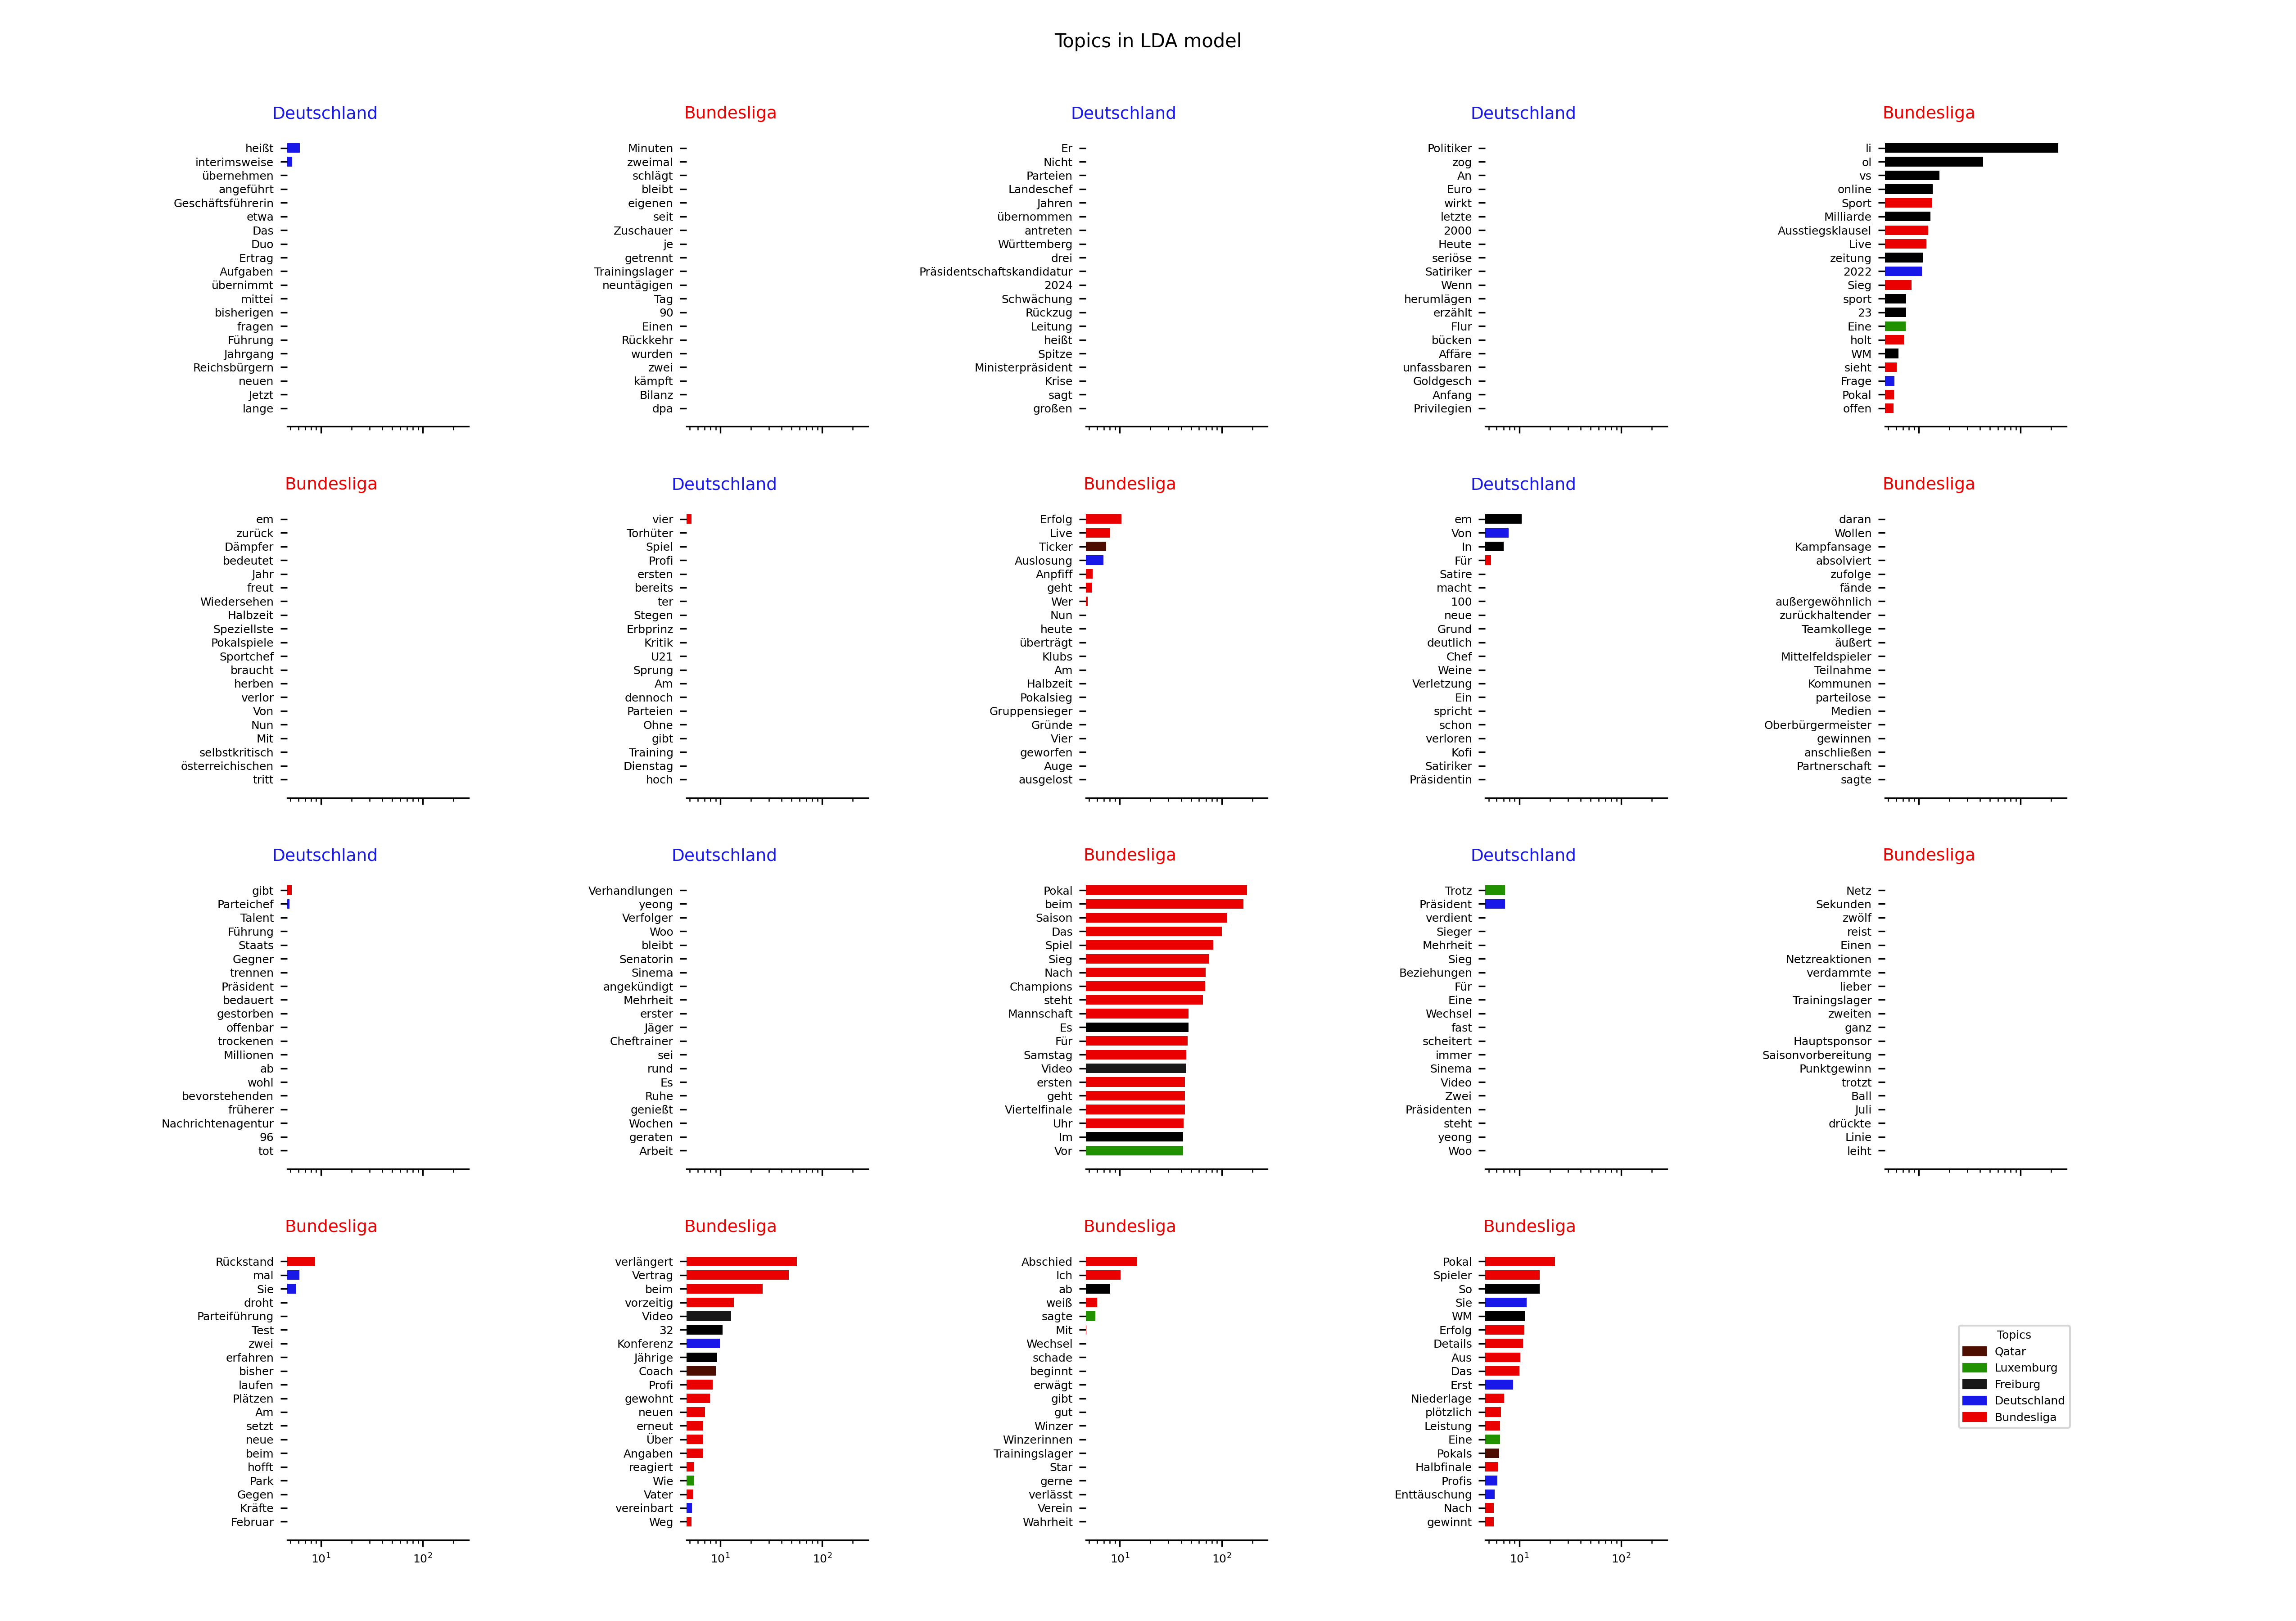 Topics in LDA model
Deutschland
heißt
interimsweise
übernehmen
angeführt
Geschäftsführerin
etwa
Das
Duo
Ertrag
Aufgaben
übernimmt
mittei
bisherigen
fragen
Führung
Jahrgang
Reichsbürgern
neuen
Jetzt
lange
Bundesliga
Minuten
zweimal
schlägt
bleibt
eigenen
seit
Zuschauer
je
getrennt
Trainingslager
neuntägigen
Tag
90
Einen
Rückkehr
wurden
zwei
kämpft
Bilanz
dpa
Deutschland
Er
Nicht
Parteien
Landeschef
Jahren
übernommen
antreten
Württemberg
drei
Präsidentschaftskandidatur
2024
Schwächung
Rückzug
Leitung
heißt
Spitze
Ministerpräsident
Krise
sagt
großen
Deutschland
Politiker
zog
An
Euro
wirkt
letzte
2000
Heute
seriöse
Satiriker
Wenn
herumlägen
erzählt
Flur
bücken
Affäre
unfassbaren
Goldgesch
Anfang
Privilegien
Bundesliga
li
ol
vs
online
Sport
Milliarde
Ausstiegsklausel
Live
zeitung
2022
Sieg
sport
23
Eine
holt
WM
sieht
Frage
Pokal
offen
Bundesliga
em
zurück
Dämpfer
bedeutet
Jahr
freut
Wiedersehen
Halbzeit
Speziellste
Pokalspiele
Sportchef
braucht
herben
verlor
Von
Nun
Mit
selbstkritisch
österreichischen
tritt
Deutschland
vier
Torhüter
Spiel
Profi
ersten
bereits
ter
Stegen
Erbprinz
Kritik
U21
Sprung
Am
dennoch
Parteien
Ohne
gibt
Training
Dienstag
hoch
Bundesliga
Erfolg
Live
Ticker
Auslosung
Anpfiff
geht
Wer
Nun
heute
überträgt
Klubs
Am
Halbzeit
Pokalsieg
Gruppensieger
Gründe
Vier
geworfen
Auge
ausgelost
Deutschland
em
Von
In
Für
Satire
macht
100
neue
Grund
deutlich
Chef
Weine
Verletzung
Ein
spricht
schon
verloren
Kofi
Satiriker
Präsidentin
Bundesliga
daran
Wollen
Kampfansage
absolviert
zufolge
fände
außergewöhnlich
zurückhaltender
Teamkollege
äußert
Mittelfeldspieler
Teilnahme
Kommunen
parteilose
Medien
Oberbürgermeister
gewinnen
anschließen
Partnerschaft
sagte
Deutschland
gibt
Parteichef
Talent
Führung
Staats
Gegner
trennen
Präsident
bedauert
gestorben
offenbar
trockenen
Millionen
ab
wohl
bevorstehenden
früherer
Nachrichtenagentur
96
tot
Deutschland
Verhandlungen
yeong
Verfolger
Woo
bleibt
Senatorin
Sinema
angekündigt
Mehrheit
erster
Jäger
Cheftrainer
sei
rund
Es
Ruhe
genießt
Wochen
geraten
Arbeit
Bundesliga
Pokal
beim
Saison
Das
Spiel
Sieg
Nach
Champions
steht
Mannschaft
Es
Für
Samstag
Video
ersten
geht
Viertelfinale
Uhr
Im
Vor
Deutschland
Trotz
Präsident
verdient
Sieger
Mehrheit
Sieg
Beziehungen
Für
Eine
Wechsel
fast
scheitert
immer
Sinema
Video
Zwei
Präsidenten
steht
yeong
Woo
Bundesliga
Netz
Sekunden
zwölf
reist
Einen
Netzreaktionen
verdammte
lieber
Trainingslager
zweiten
ganz
Hauptsponsor
Saisonvorbereitung
Punktgewinn
trotzt
Ball
Juli
drückte
Linie
leiht
Bundesliga
Rückstand
mal
Sie
droht
Parteiführung
Test
zwei
erfahren
bisher
laufen
Plätzen
Am
setzt
neue
beim
hofft
Park
Gegen
Kräfte
Februar
10¹ 10²
Bundesliga
verlängert
Vertrag
beim
vorzeitig
Video
32
Konferenz
Jährige
Coach
Profi
gewohnt
neuen
erneut
Über
Angaben
reagiert
Wie
Vater
vereinbart
Weg
10¹ 10²
Bundesliga
Abschied
Ich
ab
weiß
sagte
Mit
Wechsel
schade
beginnt
erwägt
gibt
gut
Winzer
Winzerinnen
Trainingslager
Star
gerne
verlässt
Verein
Wahrheit
10¹ 10²
Bundesliga
Pokal
Spieler
So
Sie
WM
Erfolg
Details
Aus
Das
Erst
Niederlage
plötzlich
Leistung
Eine
Pokals
Halbfinale
Profis
Enttäuschung
Nach
gewinnt
10¹ 10²
Topics
Qatar
Luxemburg
Freiburg
Deutschland
Bundesliga